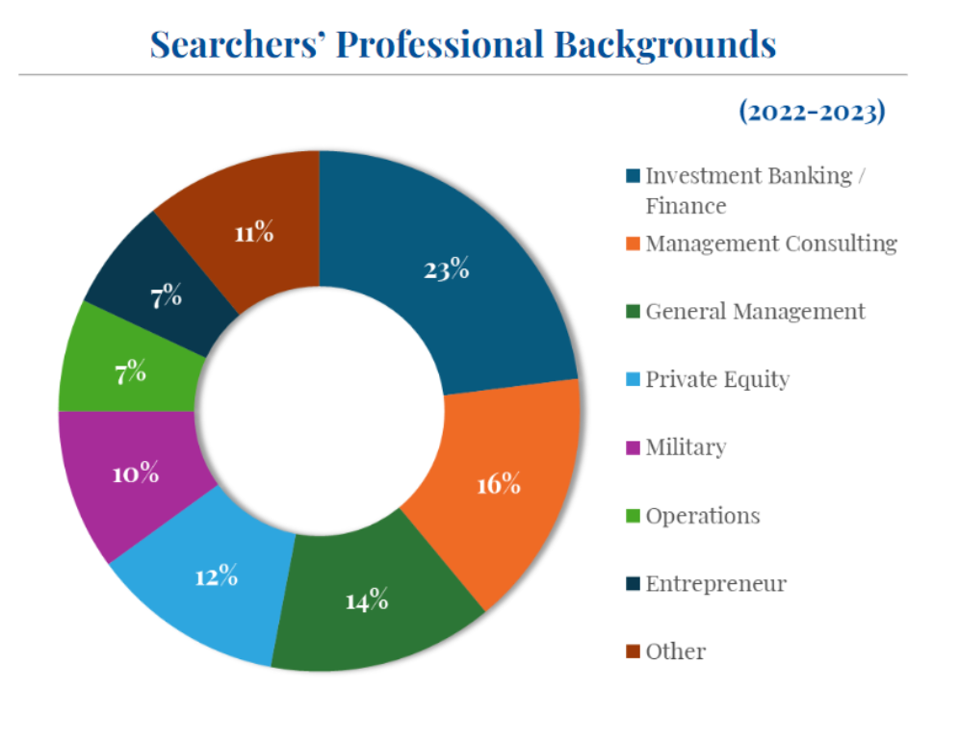 Searchers’ Professional Backgrounds
(2022-2023)
23%
16%
14%
12%
10%
7%
7%
11%
Investment Banking /
Finance
Management Consulting
General Management
Private Equity
Military
Operations
Entrepreneur
Other